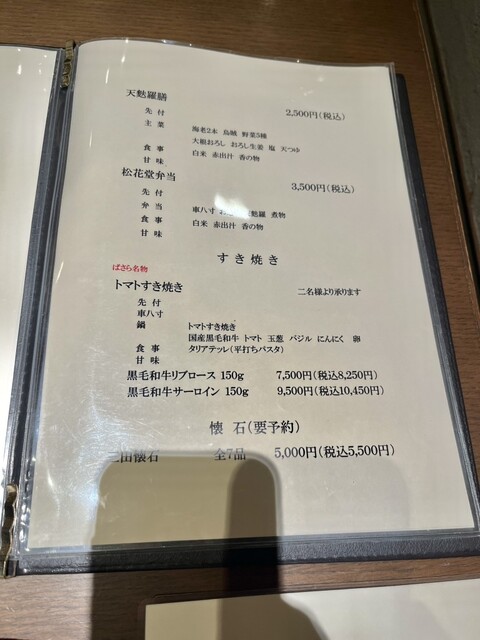 天麩羅膳 2,500円(税込)
先 付
主 菜 海老2本 烏賊 野菜5種
大根おろし おろし生姜 塩 天つゆ
食 事 白米 赤出汁 香の物
甘 味
松花堂弁当 3,500円(税込)
先 付
弁 当 車八寸 麩羅 煮物
食 事 白米 赤出汁 香の物
甘 味
すき焼き
ばさら名物
トマトすき焼き 二名様より承ります
先 付
車八寸
鍋 トマトすき焼き
国産黒毛和牛 トマト 玉葱 バジル にんにく 卵
食 事 タリアテッレ(平打ちパスタ)
甘 味
黒毛和牛リブロース 150g 7,500円(税込8,250円)
黒毛和牛サーロイン 150g 9,500円(税込10,450円)
懐 石(要予約)
三田懐石 全7品 5,000円(税込5,500円)